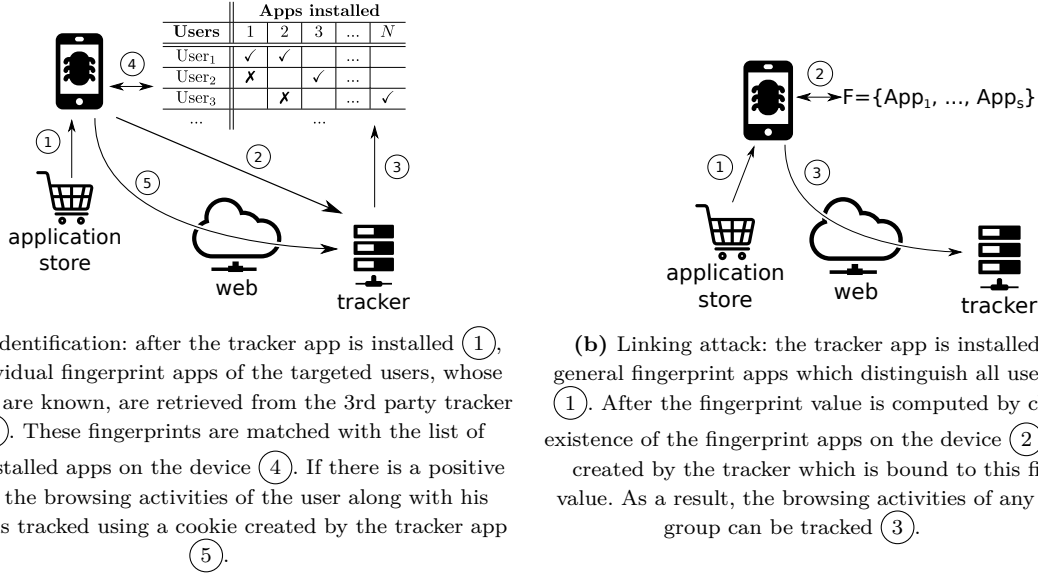 Apps installed
Users 1 2 3 ... N
User₁ ✓ ✓ ...
User₂ ✗ ✓ ...
User₃ ✗ ... ✓
... ...
4
1
2
3
5
application
store
web
tracker
dentification: after the tracker app is installed 1,
vidual fingerprint apps of the targeted users, whose
are known, are retrieved from the 3rd party tracker
). These fingerprints are matched with the list of
stalled apps on the device 4. If there is a positive
the browsing activities of the user along with his
s tracked using a cookie created by the tracker app
5.
2
F={App₁, ..., Appₛ}
1
3
application
store
web
tracker
(b) Linking attack: the tracker app is installed
general fingerprint apps which distinguish all use
1. After the fingerprint value is computed by c
existence of the fingerprint apps on the device 2
created by the tracker which is bound to this fi
value. As a result, the browsing activities of any
group can be tracked 3.